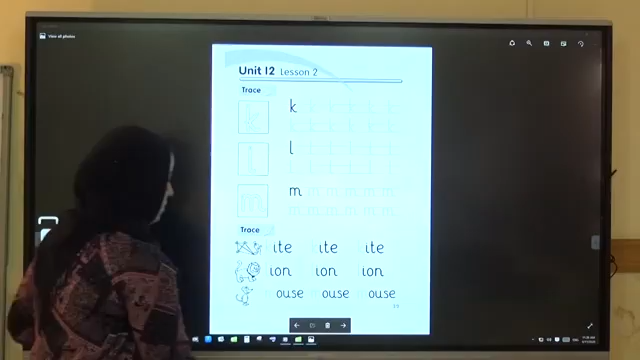 View all photos
Unit 12 Lesson 2
Trace
k
l
m m m m m m
Trace
ite ite ite
ion ion ion
ouse ouse ouse